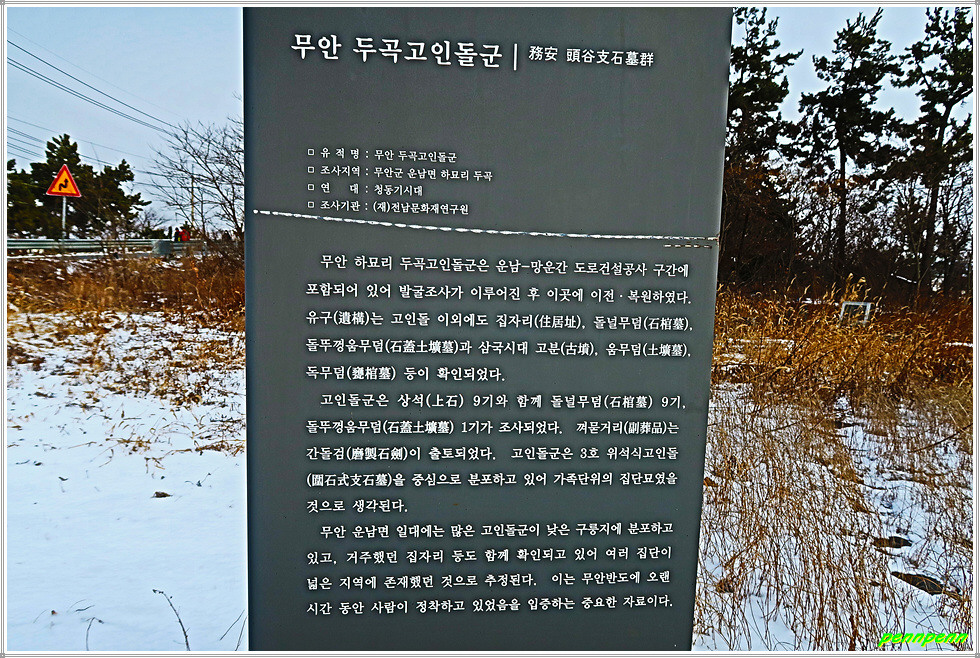 무안 두곡고인돌군 | 務安 頭谷支石墓群
□ 유 적 명 : 무안 두곡고인돌군
□ 조사지역 : 무안군 운남면 하묘리 두곡
□ 연 대 : 청동기시대
□ 조사기관 : (재)전남문화재연구원
무안 하묘리 두곡고인돌군은 운남-망운간 도로건설공사 구간에
포함되어 있어 발굴조사가 이루어진 후 이곳에 이전·복원하였다.
유구(遺構)는 고인돌 이외에도 집자리(住居址), 돌널무덤(石棺墓),
돌뚜껑움무덤(石蓋土壙墓)과 삼국시대 고분(古墳), 움무덤(土壙墓),
독무덤(甕棺墓) 등이 확인되었다.
고인돌군은 상석(上石) 9기와 함께 돌널무덤(石棺墓) 9기,
돌뚜껑움무덤(石蓋土壙墓) 1기가 조사되었다. 껴묻거리(副葬品)는
간돌검(磨製石劍)이 출토되었다. 고인돌군은 3호 위석식고인돌
(圍石式支石墓)을 중심으로 분포하고 있어 가족단위의 집단묘였을
것으로 생각된다.
무안 운남면 일대에는 많은 고인돌군이 낮은 구릉지에 분포하고
있고, 거주했던 집자리 등도 함께 확인되고 있어 여러 집단이
넓은 지역에 존재했던 것으로 추정된다. 이는 무안반도에 오랜
시간 동안 사람이 정착하고 있었음을 입증하는 중요한 자료이다.
pennpenn